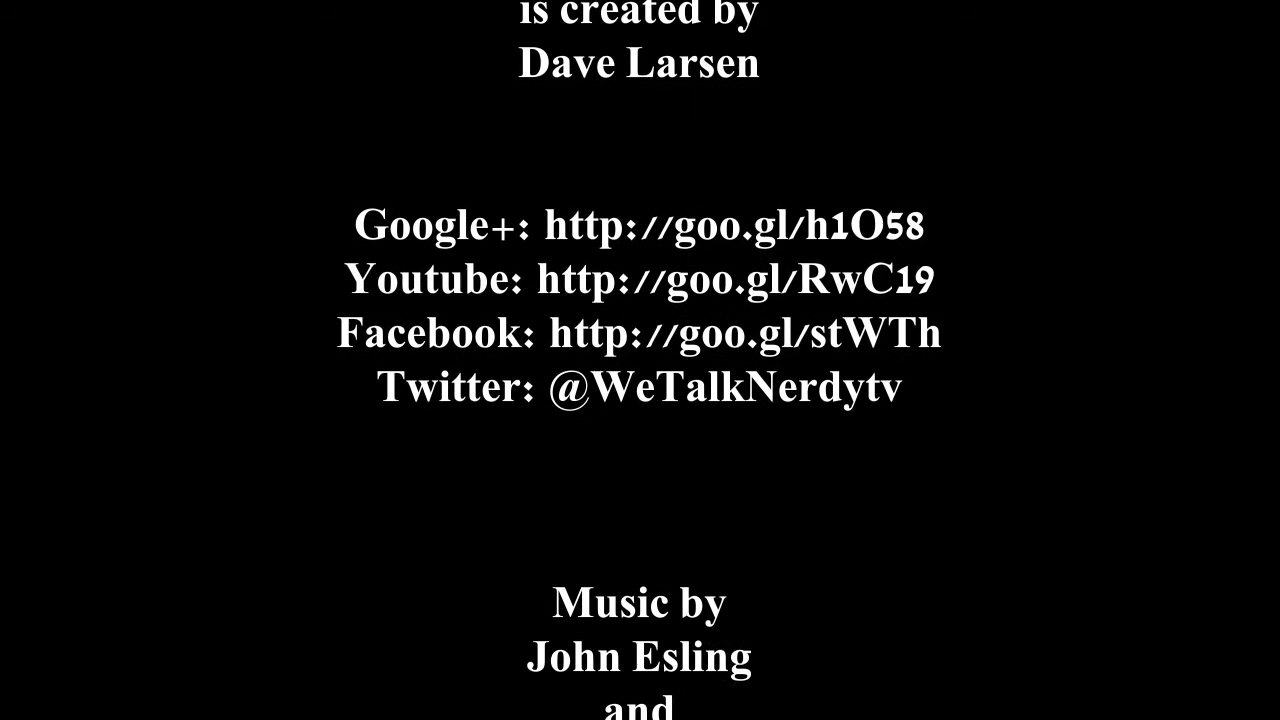 is created by
Dave Larsen
Google+: http://goo.gl/h1O58
Youtube: http://goo.gl/RwC19
Facebook: http://goo.gl/stWTh
Twitter: @WeTalkNerdytv
Music by
John Esling
and